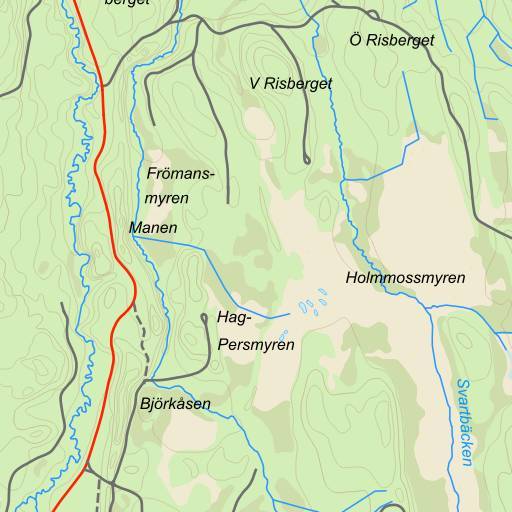 berget
Ö Risberget
V Risberget
Frömans-
myren
Manen
Holmmossmyren
Hag-
Persmyren
Björkåsen
Svartbäcken